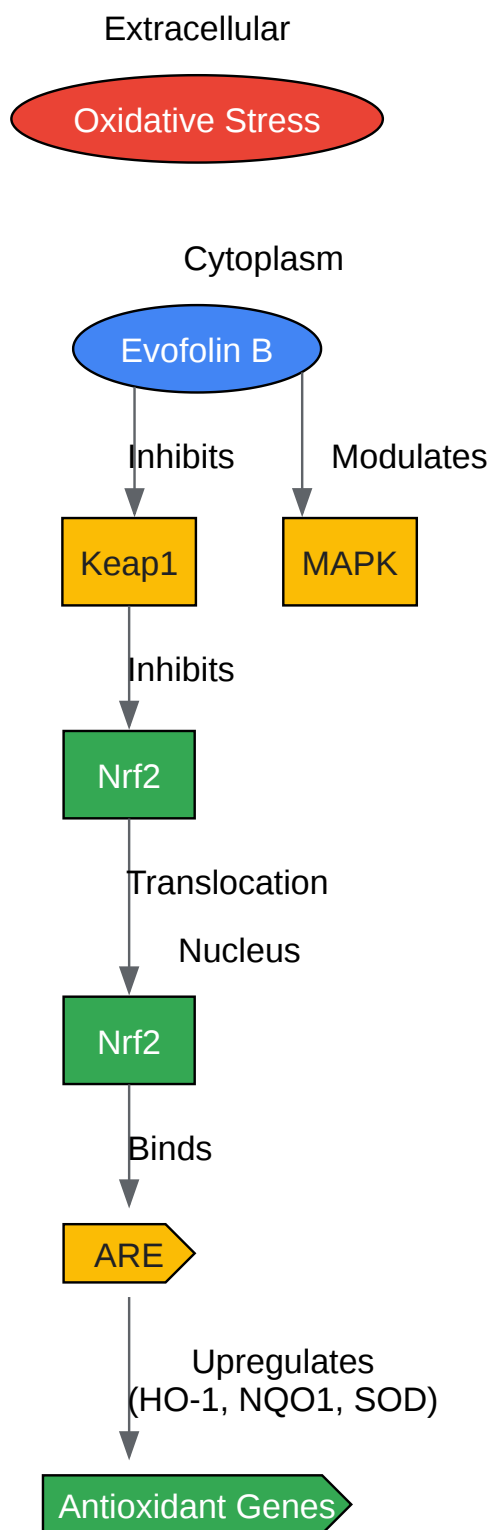 Extracellular
Oxidative Stress
Cytoplasm
Evofolin B
Inhibits
Modulates
Keap1
MAPK
Inhibits
Nrf2
Translocation
Nucleus
Nrf2
Binds
ARE
Upregulates
(HO-1, NQO1, SOD)
Antioxidant Genes